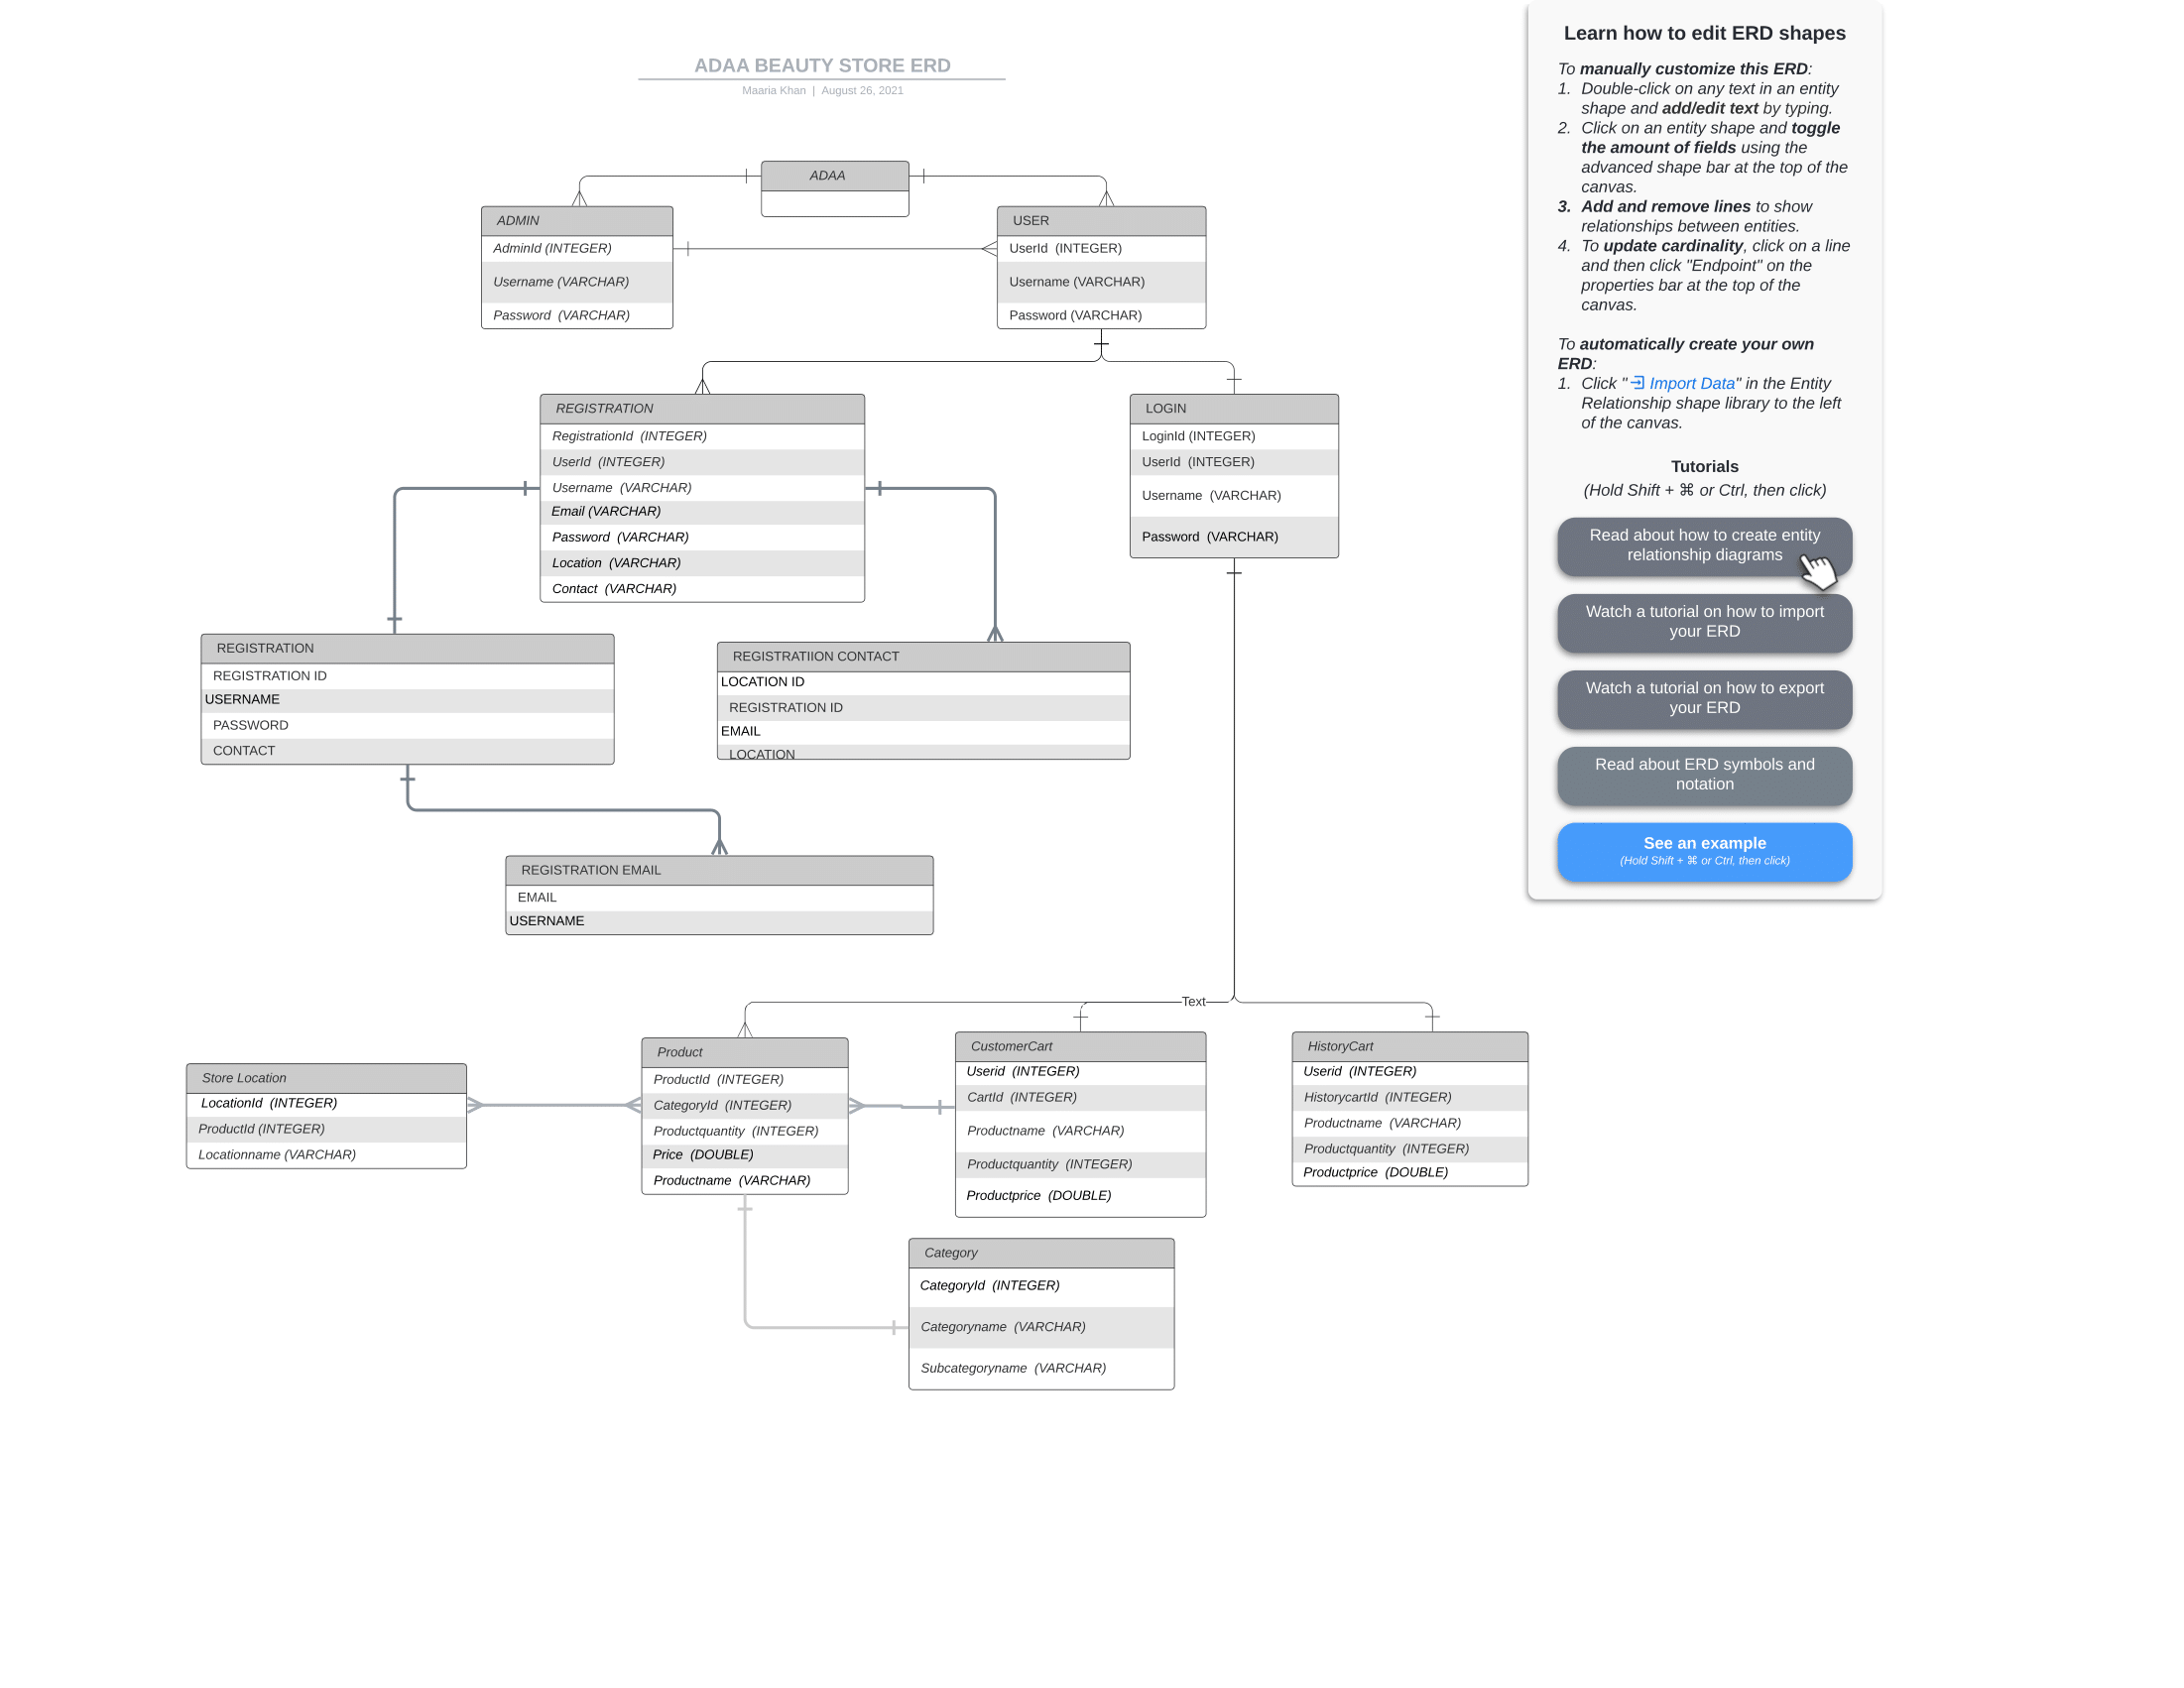 ADAA BEAUTY STORE ERD
Maaria Khan | August 26, 2021
ADAA
ADMIN
AdminId (INTEGER)
Username (VARCHAR)
Password (VARCHAR)
USER
UserId (INTEGER)
Username (VARCHAR)
Password (VARCHAR)
REGISTRATION
RegistrationId (INTEGER)
UserId (INTEGER)
Username (VARCHAR)
Email (VARCHAR)
Password (VARCHAR)
Location (VARCHAR)
Contact (VARCHAR)
LOGIN
LoginId (INTEGER)
UserId (INTEGER)
Username (VARCHAR)
Password (VARCHAR)
REGISTRATION
REGISTRATION ID
USERNAME
PASSWORD
CONTACT
REGISTRATIION CONTACT
LOCATION ID
REGISTRATION ID
EMAIL
LOCATION
REGISTRATION EMAIL
EMAIL
USERNAME
Text
Store Location
LocationId (INTEGER)
ProductId (INTEGER)
Locationname (VARCHAR)
Product
ProductId (INTEGER)
CategoryId (INTEGER)
Productquantity (INTEGER)
Price (DOUBLE)
Productname (VARCHAR)
CustomerCart
Userid (INTEGER)
CartId (INTEGER)
Productname (VARCHAR)
Productquantity (INTEGER)
Productprice (DOUBLE)
HistoryCart
Userid (INTEGER)
HistorycartId (INTEGER)
Productname (VARCHAR)
Productquantity (INTEGER)
Productprice (DOUBLE)
Category
CategoryId (INTEGER)
Categoryname (VARCHAR)
Subcategoryname (VARCHAR)
Learn how to edit ERD shapes
To manually customize this ERD:
1. Double-click on any text in an entity
shape and add/edit text by typing.
2. Click on an entity shape and toggle
the amount of fields using the
advanced shape bar at the top of the
canvas.
3. Add and remove lines to show
relationships between entities.
4. To update cardinality, click on a line
and then click "Endpoint" on the
properties bar at the top of the
canvas.
To automatically create your own
ERD:
1. Click " Import Data" in the Entity
Relationship shape library to the left
of the canvas.
Tutorials
(Hold Shift + ⌘ or Ctrl, then click)
Read about how to create entity
relationship diagrams
Watch a tutorial on how to import
your ERD
Watch a tutorial on how to export
your ERD
Read about ERD symbols and
notation
See an example
(Hold Shift + ⌘ or Ctrl, then click)